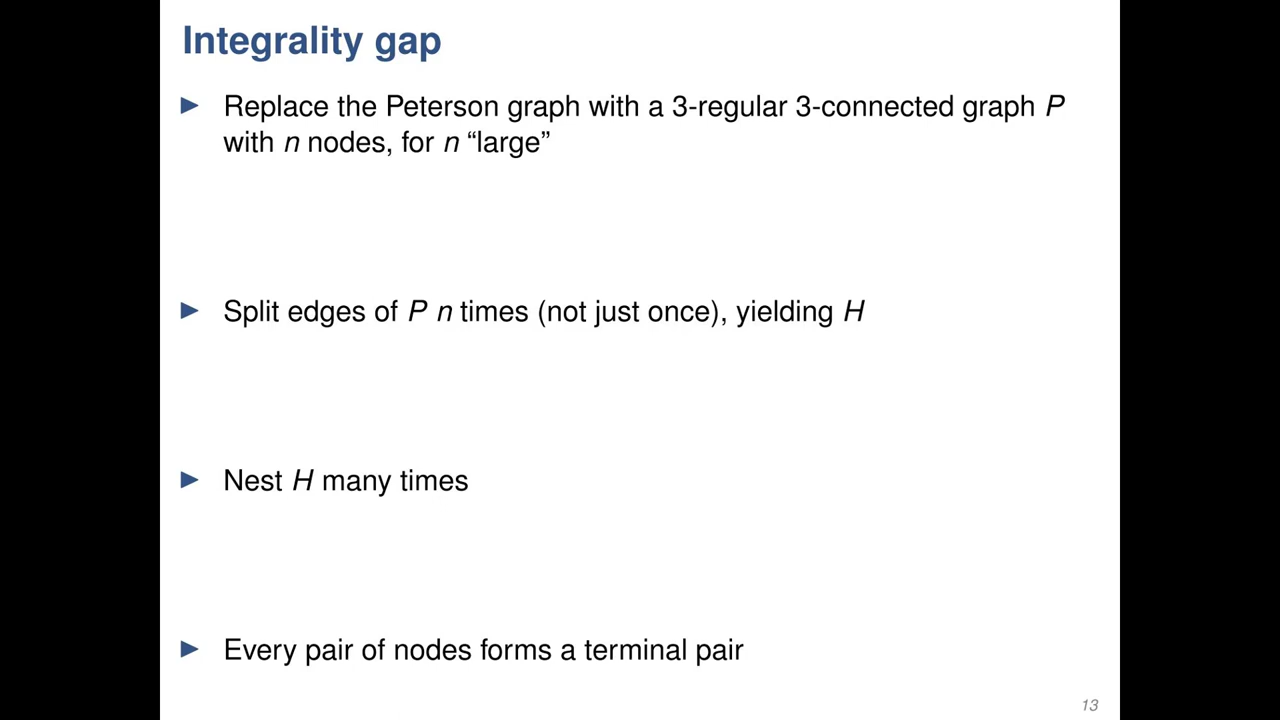 Integrality gap
▶ Replace the Peterson graph with a 3-regular 3-connected graph P
with n nodes, for n “large”
▶ Split edges of P n times (not just once), yielding H
▶ Nest H many times
▶ Every pair of nodes forms a terminal pair
13